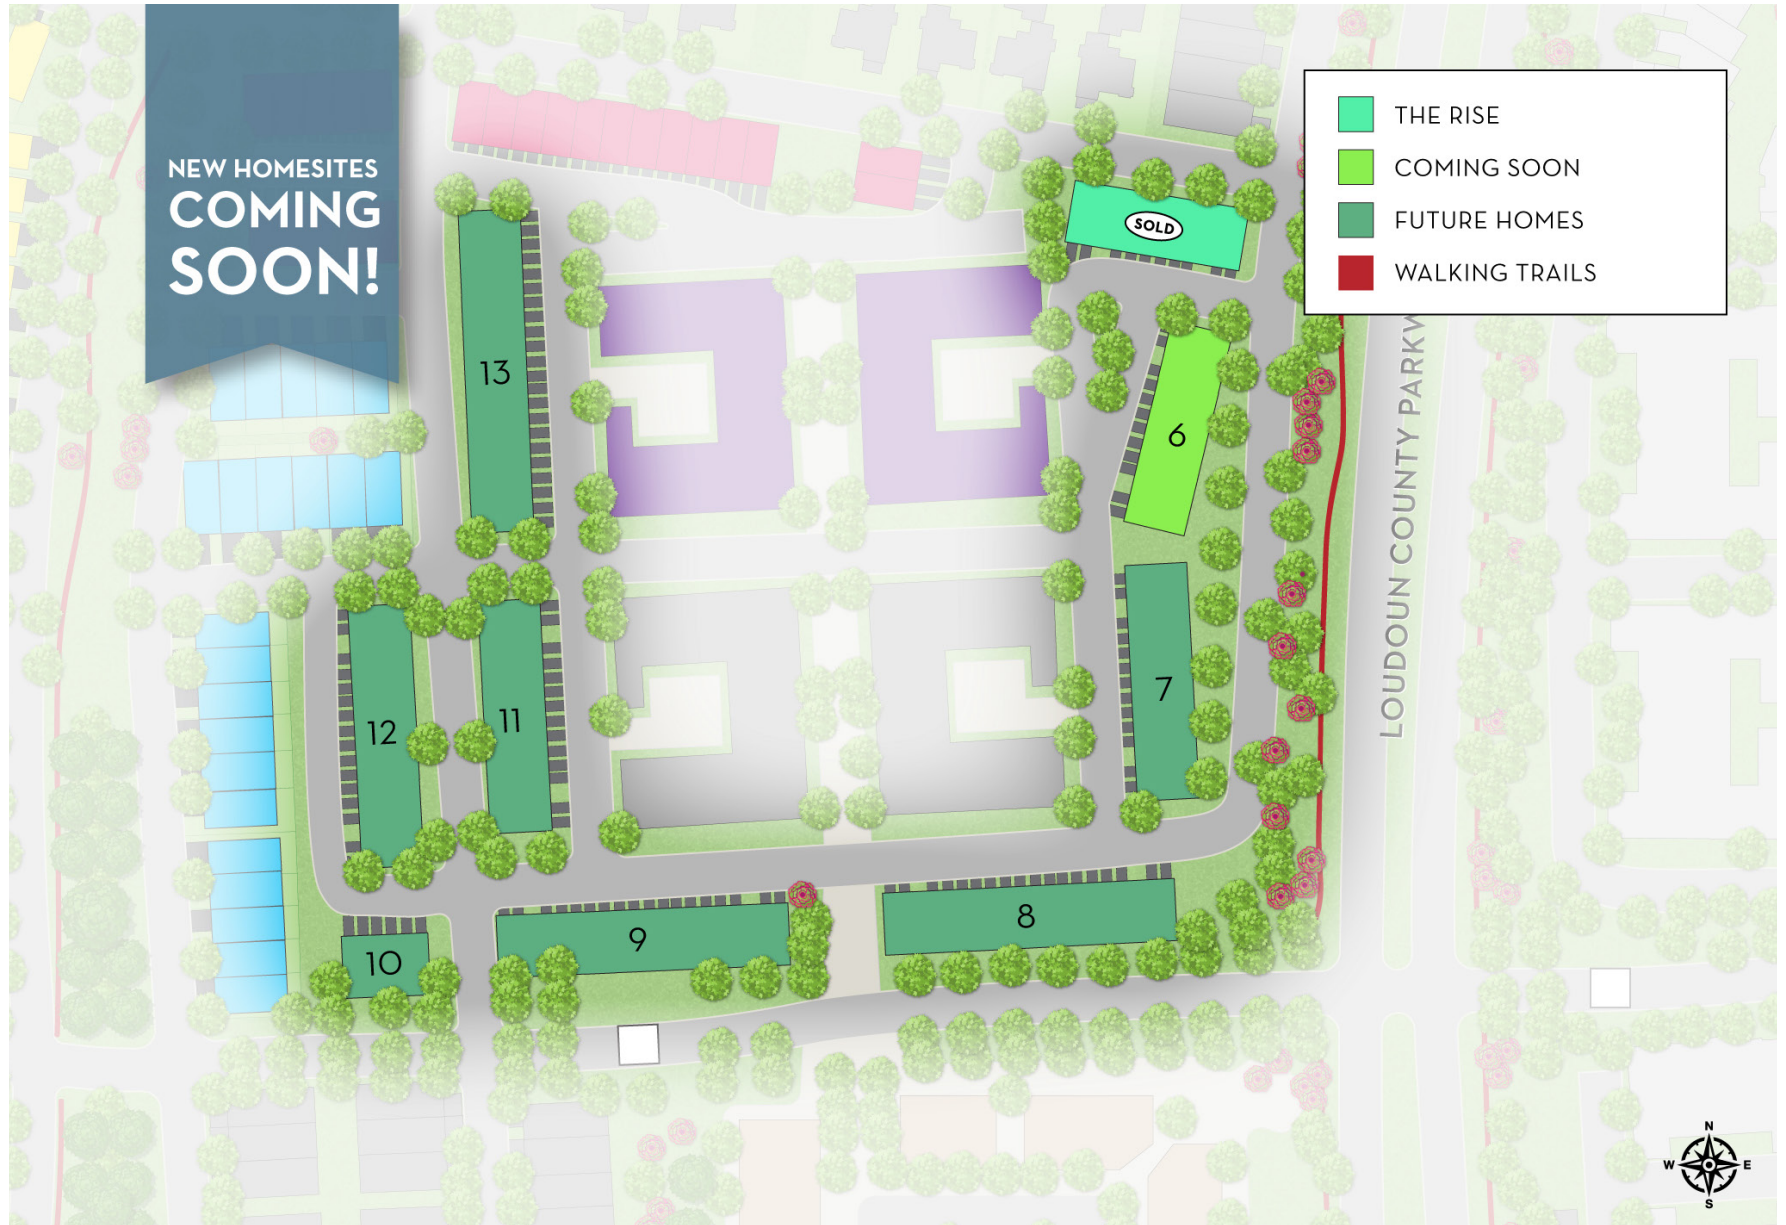 NEW HOMESITES
COMING
SOON!
THE RISE
COMING SOON
FUTURE HOMES
WALKING TRAILS
SOLD
LOUDOUN COUNTY PARKW
13
6
7
12
11
8
9
10
N
W E
S